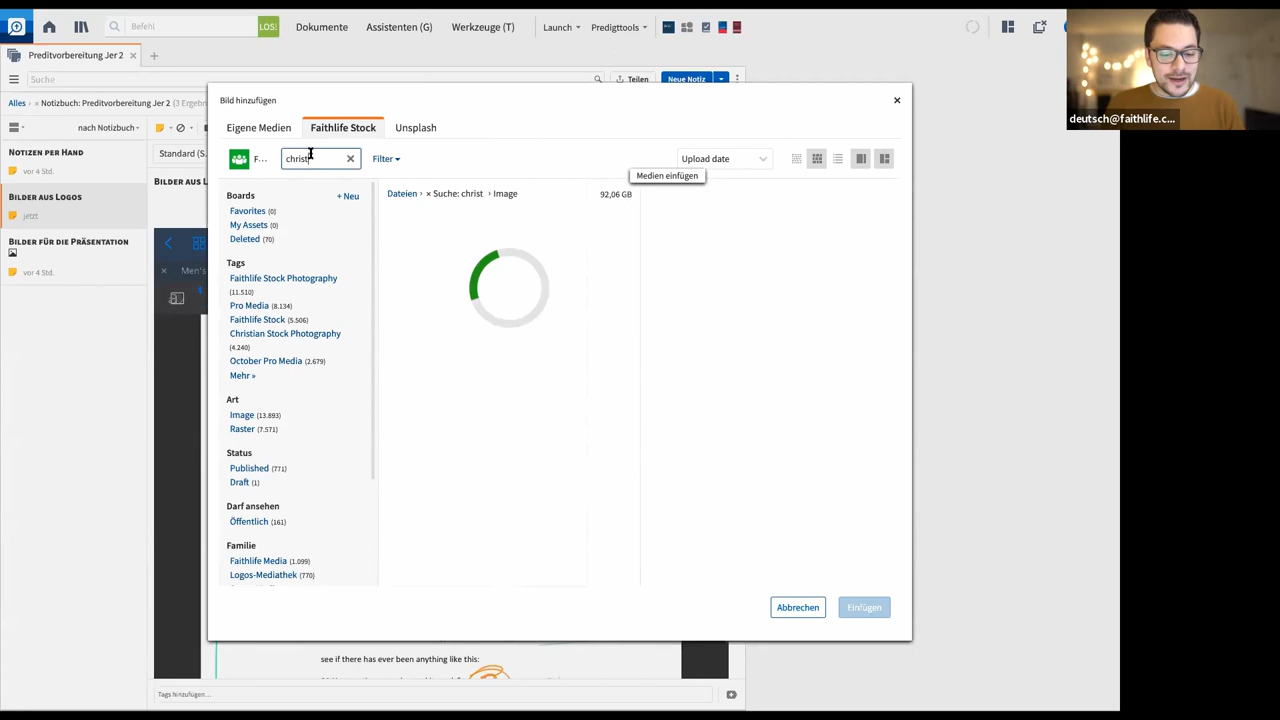 Befehl LOS! Dokumente Assistenten (G) Werkzeuge (T) Launch Predigttools
Preditvorbereitung Jer 2
Suche Teilen Neue Notiz
Alles › × Notizbuch: Preditvorbereitung Jer 2 (3 Ergebn
nach Notizbuch
Standard (S.
NOTIZEN PER HAND
vor 4 Std.
BILDER AUS LOGOS
jetzt
BILDER FÜR DIE PRÄSENTATION
vor 4 Std.
BILDER AUS L
Men's
Bild hinzufügen
Eigene Medien Faithlife Stock Unsplash
F... christ Filter Upload date
Medien einfügen
Boards + Neu
Favorites (0)
My Assets (0)
Deleted (70)
Tags
Faithlife Stock Photography
(11.510)
Pro Media (8.134)
Faithlife Stock (5.506)
Christian Stock Photography
(4.240)
October Pro Media (2.679)
Mehr »
Art
Image (13.893)
Raster (7.571)
Status
Published (771)
Draft (1)
Darf ansehen
Öffentlich (161)
Familie
Faithlife Media (1.099)
Logos-Mediathek (770)
Dateien › × Suche: christ › Image 92,06 GB
Abbrechen Einfügen
see if there has ever been anything like this:
Tags hinzufügen...
deutsch@faithlife.c...